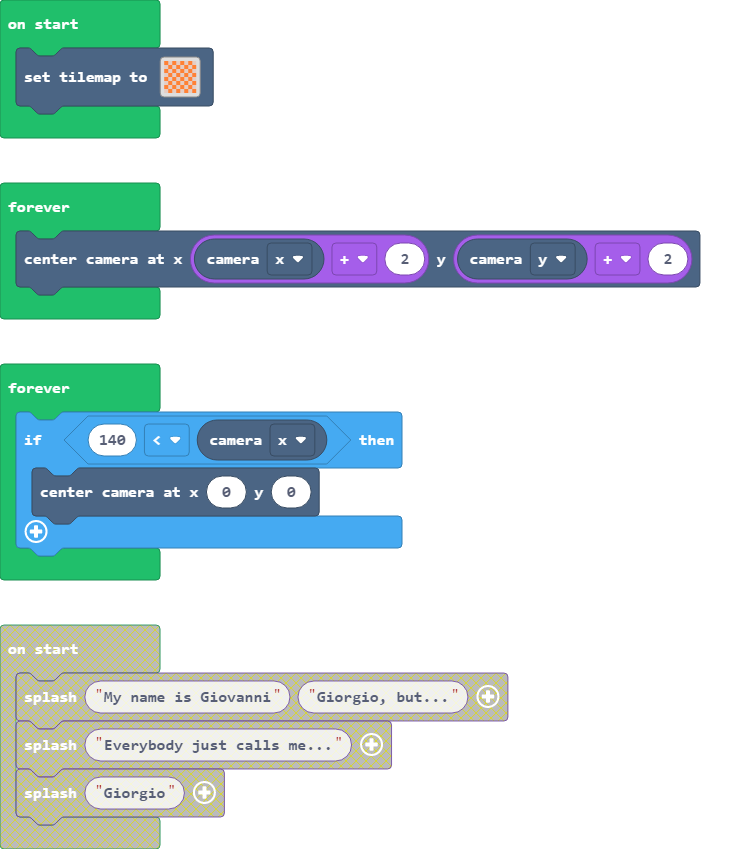 on start
set tilemap to
forever
center camera at x camera x + 2 y camera y + 2
forever
if 140 < camera x then
center camera at x 0 y 0
on start
splash "My name is Giovanni" "Giorgio, but..."
splash "Everybody just calls me..."
splash "Giorgio"